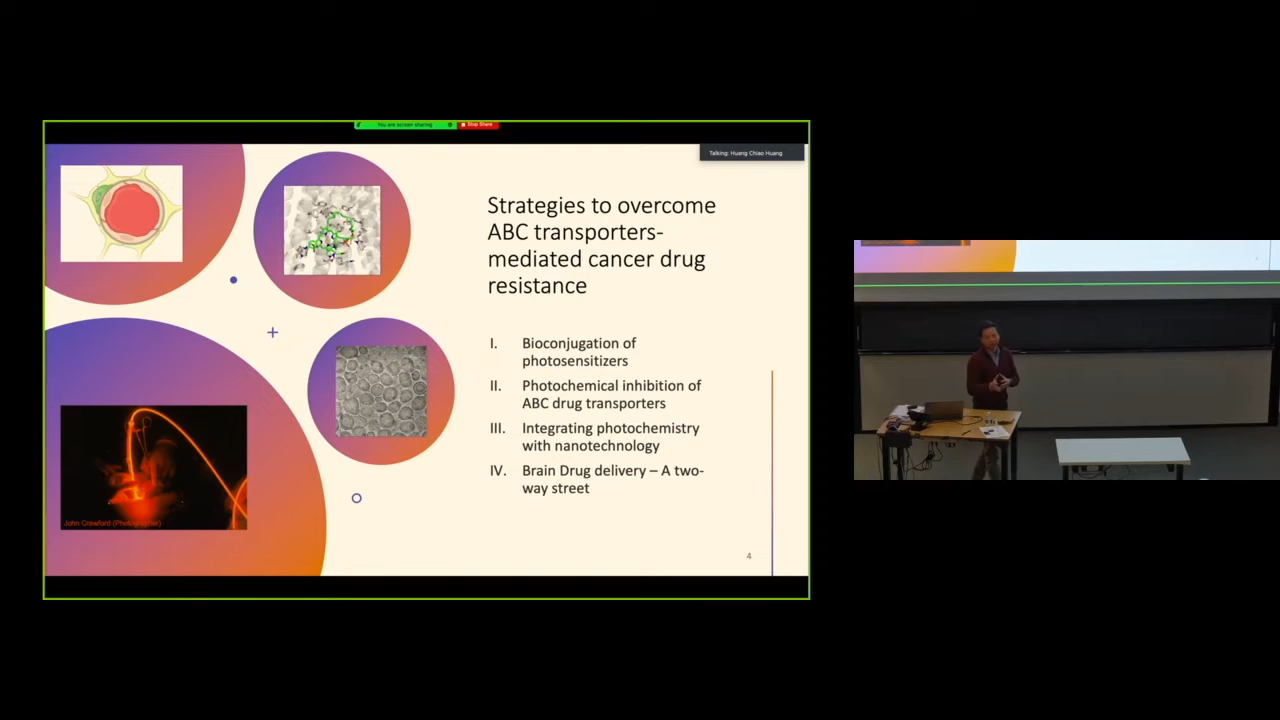 You are screen sharing
Stop Share
Talking: Huang Chiao Huang
Strategies to overcome
ABC transporters-
mediated cancer drug
resistance
I. Bioconjugation of
photosensitizers
II. Photochemical inhibition of
ABC drug transporters
III. Integrating photochemistry
with nanotechnology
IV. Brain Drug delivery – A two-
way street
John Crawford (Photographer)
4